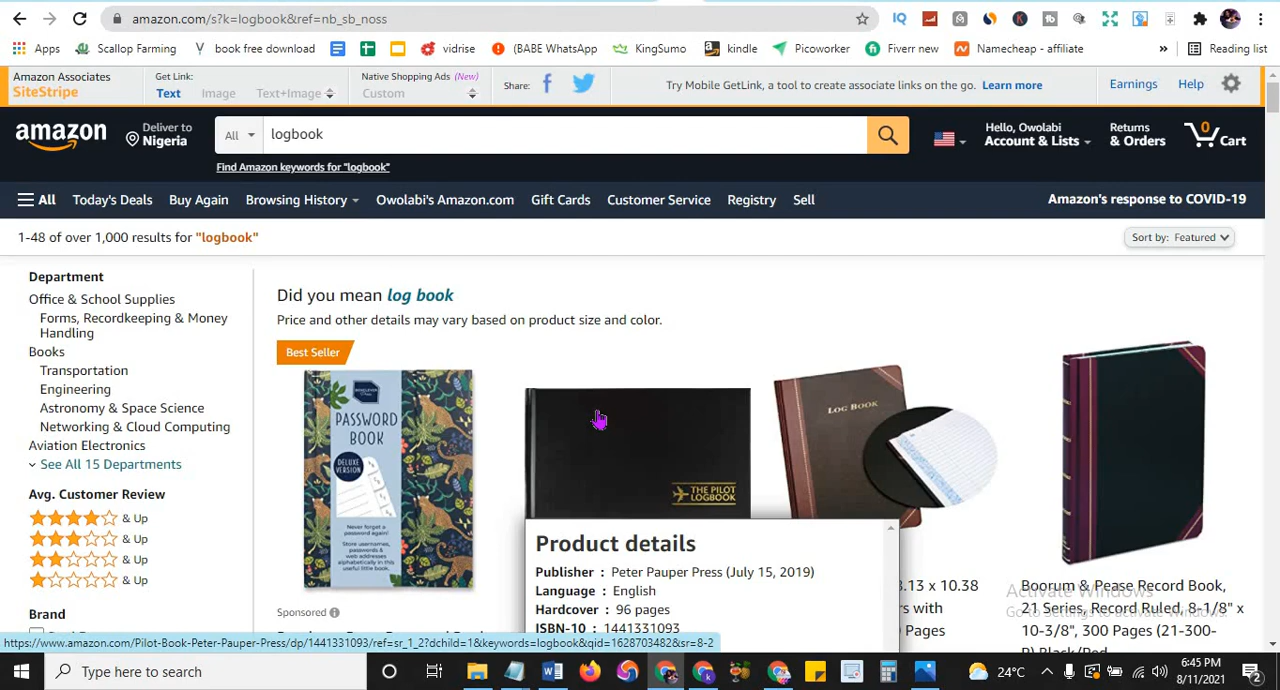 amazon.com/s?k=logbook&ref=nb_sb_noss
Apps Scallop Farming book free download vidrise (BABE WhatsApp KingSumo kindle Picoworker Fiverr new Namecheap - affiliate » Reading list
Amazon Associates
SiteStripe
Get Link:
Text Image Text+Image
Native Shopping Ads (New)
Custom
Share:
Try Mobile GetLink, a tool to create associate links on the go. Learn more
Earnings Help
amazon
Deliver to
Nigeria
All logbook
Find Amazon keywords for "logbook"
Hello, Owolabi
Account & Lists
Returns
& Orders
0
Cart
All Today's Deals Buy Again Browsing History Owolabi's Amazon.com Gift Cards Customer Service Registry Sell
Amazon's response to COVID-19
1-48 of over 1,000 results for "logbook"
Sort by: Featured
Department
Office & School Supplies
Forms, Recordkeeping & Money
Handling
Books
Transportation
Engineering
Astronomy & Space Science
Networking & Cloud Computing
Aviation Electronics
See All 15 Departments
Avg. Customer Review
& Up
& Up
& Up
& Up
Brand
Did you mean log book
Price and other details may vary based on product size and color.
Best Seller
PASSWORD
BOOK
DELUXE
VERSION
Never forget a
password again!
Store usernames,
passwords &
web addresses
alphabetically in this
useful little book.
Sponsored
THE PILOT
LOGBOOK
Product details
Publisher : Peter Pauper Press (July 15, 2019)
Language : English
Hardcover : 96 pages
ISBN-10 : 1441331093
LOG BOOK
.13 x 10.38
rs with
Pages)
Boorum & Pease Record Book,
21 Series, Record Ruled, 8-1/8" x
10-3/8", 300 Pages (21-300-
R) Black/Red
Activate Windows
Go to Settings to activate Windows.
https://www.amazon.com/Pilot-Book-Peter-Pauper-Press/dp/1441331093/ref=sr_1_2?dchild=1&keywords=logbook&qid=1628703482&sr=8-2
Type here to search
24°C
6:45 PM
8/11/2021
2